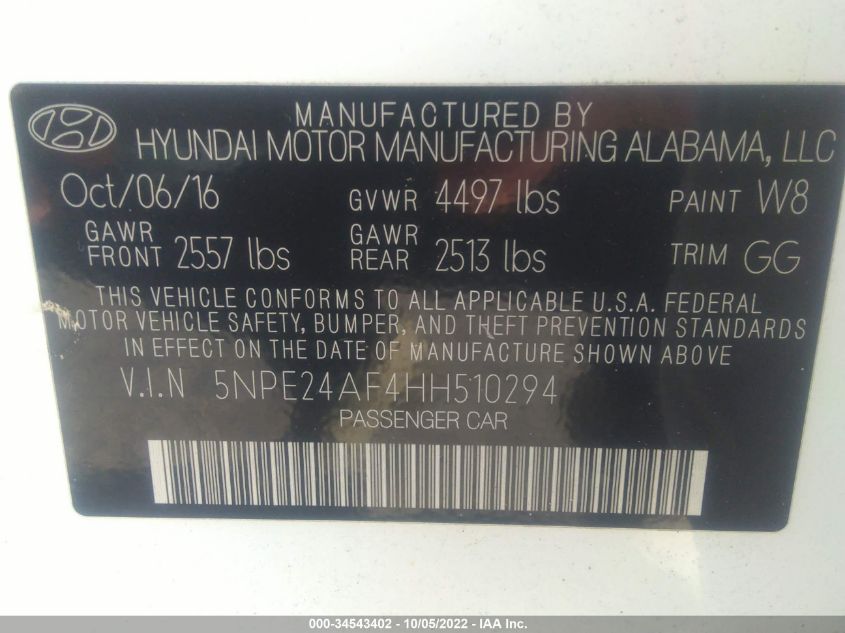 MANUFACTURED BY
HYUNDAI MOTOR MANUFACTURING ALABAMA, LLC
Oct/06/16 GVWR 4497 lbs PAINT W8
GAWR FRONT 2557 lbs GAWR REAR 2513 lbs TRIM GG
THIS VEHICLE CONFORMS TO ALL APPLICABLE U.S.A. FEDERAL
MOTOR VEHICLE SAFETY, BUMPER, AND THEFT PREVENTION STANDARDS
IN EFFECT ON THE DATE OF MANUFACTURE SHOWN ABOVE
V.I.N 5NPE24AF4HH510294
PASSENGER CAR
000-34543402 - 10/05/2022 - IAA Inc.